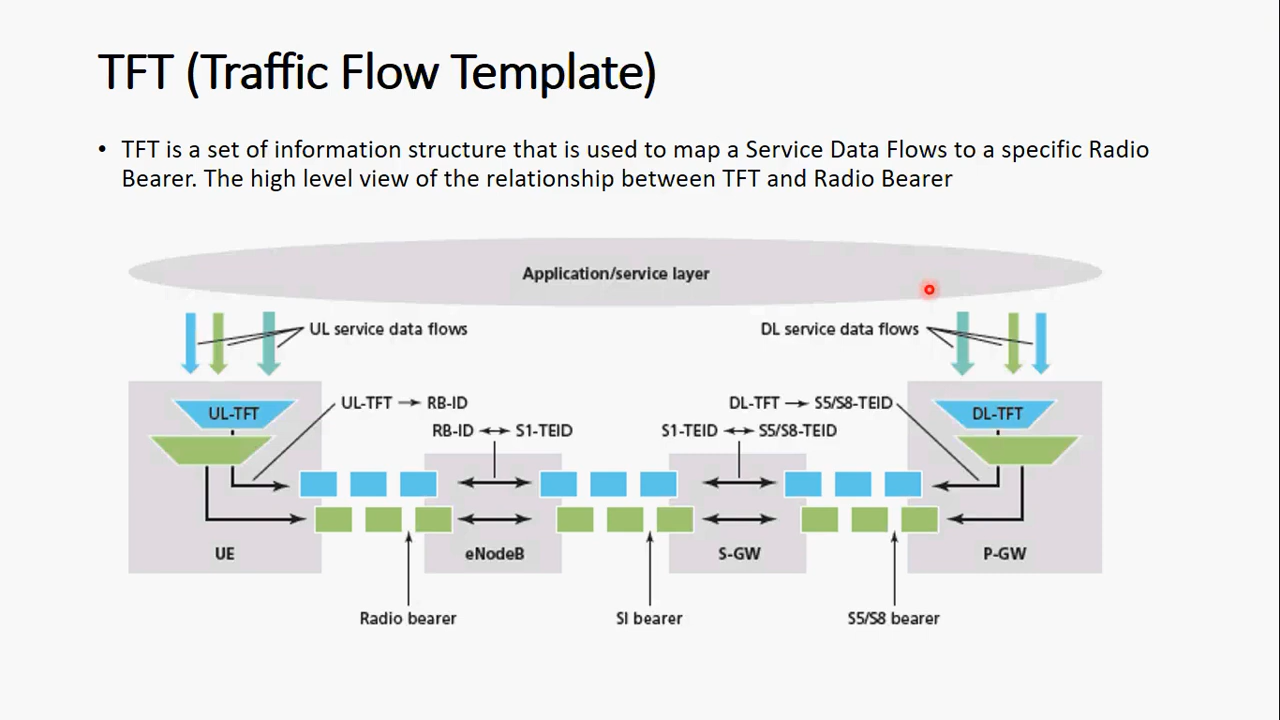 TFT (Traffic Flow Template)
• TFT is a set of information structure that is used to map a Service Data Flows to a specific Radio
Bearer. The high level view of the relationship between TFT and Radio Bearer
Application/service layer
UL service data flows
DL service data flows
UL-TFT
UL-TFT → RB-ID
DL-TFT → S5/S8-TEID
DL-TFT
RB-ID ↔ S1-TEID
S1-TEID ↔ S5/S8-TEID
UE
eNodeB
S-GW
P-GW
Radio bearer
SI bearer
S5/S8 bearer